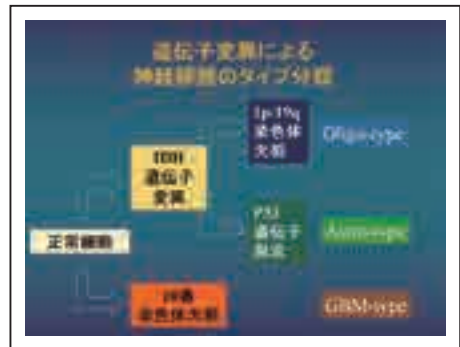 遺伝子変異による
神経膠腫のタイプ分類
1p-19q
染色体
欠損
Oligo-type
IDH
遺伝子
変異
P53
遺伝子
変異
Astro-type
正常細胞
10番
染色体欠損
GBM-type